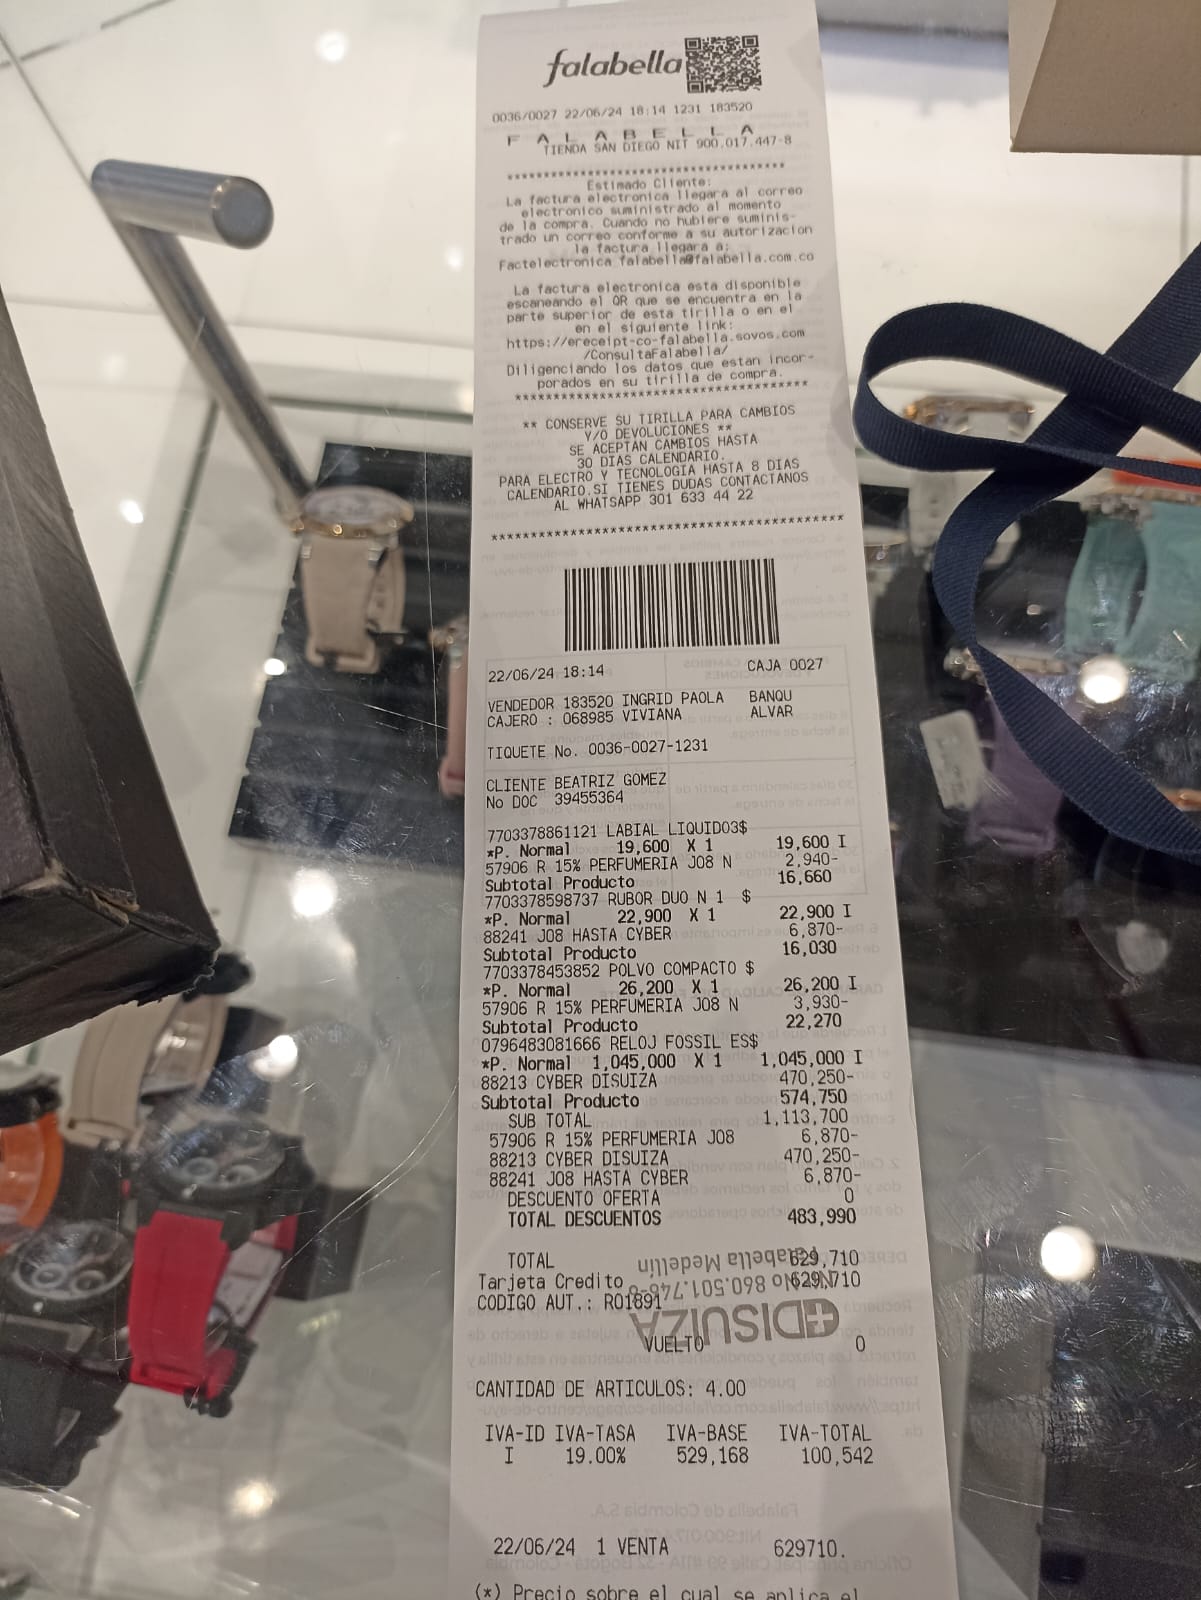 falabella
0036/0027 22/06/24 18:14 1231 183520
F A L A B E L L A
TIENDA SAN DIEGO NIT 900.017.447-8
******************************
Estimado Cliente:
La factura electronica llegara al correo
electronico suministrado al momento
de la compra. Cuando no hubiere suminis-
trado un correo conforme a su autorizacion
la factura llegara a:
Factelectronica_falabella@falabella.com.co
La factura electronica esta disponible
escaneando el QR que se encuentra en la
parte superior de esta tirilla o en el
en el siguiente link:
https://ereceipt-co-falabella.sovos.com
/ConsultaFalabella/
Diligenciando los datos que estan incor-
porados en su tirilla de compra.
********************************
** CONSERVE SU TIRILLA PARA CAMBIOS
Y/O DEVOLUCIONES **
SE ACEPTAN CAMBIOS HASTA
30 DIAS CALENDARIO.
PARA ELECTRO Y TECNOLOGIA HASTA 8 DIAS
CALENDARIO.SI TIENES DUDAS CONTACTANOS
AL WHATSAPP 301 633 44 22
****************************************
22/06/24 18:14 CAJA 0027
VENDEDOR 183520 INGRID PAOLA BANQU
CAJERO : 068985 VIVIANA ALVAR
TIQUETE No. 0036-0027-1231
CLIENTE BEATRIZ GOMEZ
No DOC 39455364
7703378861121 LABIAL LIQUIDO3$
*P. Normal 19,600 X 1 19,600 I
57906 R 15% PERFUMERIA JO8 N 2,940-
Subtotal Producto 16,660
7703378598737 RUBOR DUO N 1 $
*P. Normal 22,900 X 1 22,900 I
88241 JO8 HASTA CYBER 6,870-
Subtotal Producto 16,030
7703378453852 POLVO COMPACTO $
*P. Normal 26,200 X 1 26,200 I
57906 R 15% PERFUMERIA JO8 N 3,930-
Subtotal Producto 22,270
0796483081666 RELOJ FOSSIL ES$
*P. Normal 1,045,000 X 1 1,045,000 I
88213 CYBER DISUIZA 470,250-
Subtotal Producto 574,750
SUB TOTAL 1,113,700
57906 R 15% PERFUMERIA JO8 6,870-
88213 CYBER DISUIZA 470,250-
88241 JO8 HASTA CYBER 6,870-
DESCUENTO OFERTA 0
TOTAL DESCUENTOS 483,990
TOTAL 629,710
Tarjeta Credito 629,710
CODIGO AUT.: RO1891
DISUIZA
Nit. No 860.501.746-8
Falabella Medellín
VUELTO 0
CANTIDAD DE ARTICULOS: 4.00
IVA-ID IVA-TASA IVA-BASE IVA-TOTAL
I 19.00% 529,168 100,542
22/06/24 1 VENTA 629710.
(*) Precio sobre el cual se aplica el